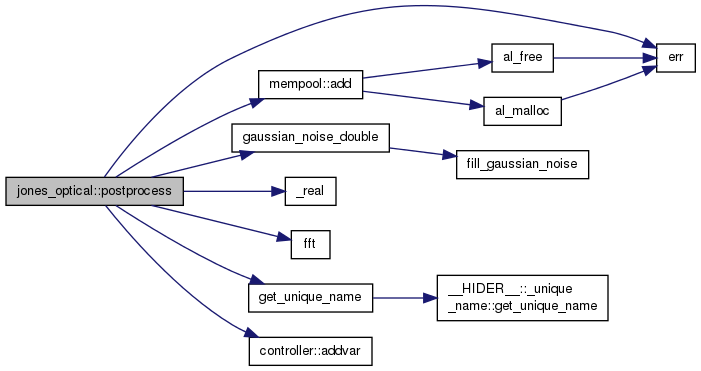 jones_optical::postprocess
mempool::add
al_free
err
al_malloc
gaussian_noise_double
fill_gaussian_noise
_real
fft
get_unique_name
__HIDER__::_unique
_name::get_unique_name
controller::addvar